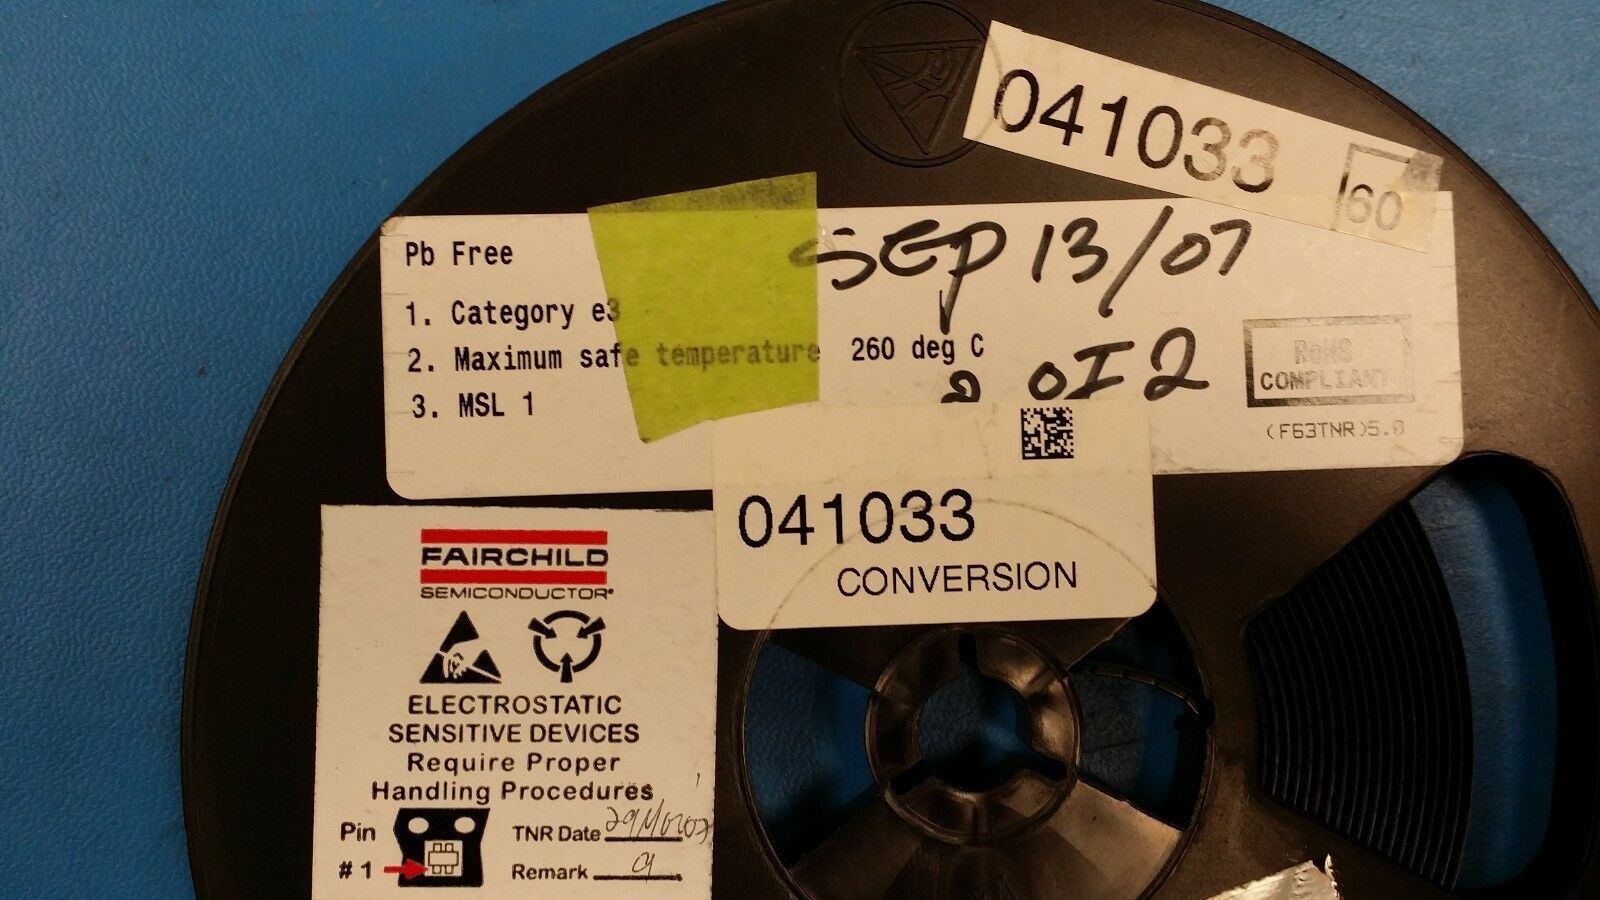 041033
60
Pb Free
SEP 13/07
1. Category e3
2. Maximum safe temperature 260 deg C
2 of 2
3. MSL 1
RoHS
COMPLIANT
(F63TNR)5.0
041033
CONVERSION
FAIRCHILD
SEMICONDUCTOR
ELECTROSTATIC
SENSITIVE DEVICES
Require Proper
Handling Procedures
Pin
# 1
TNR Date
Remark